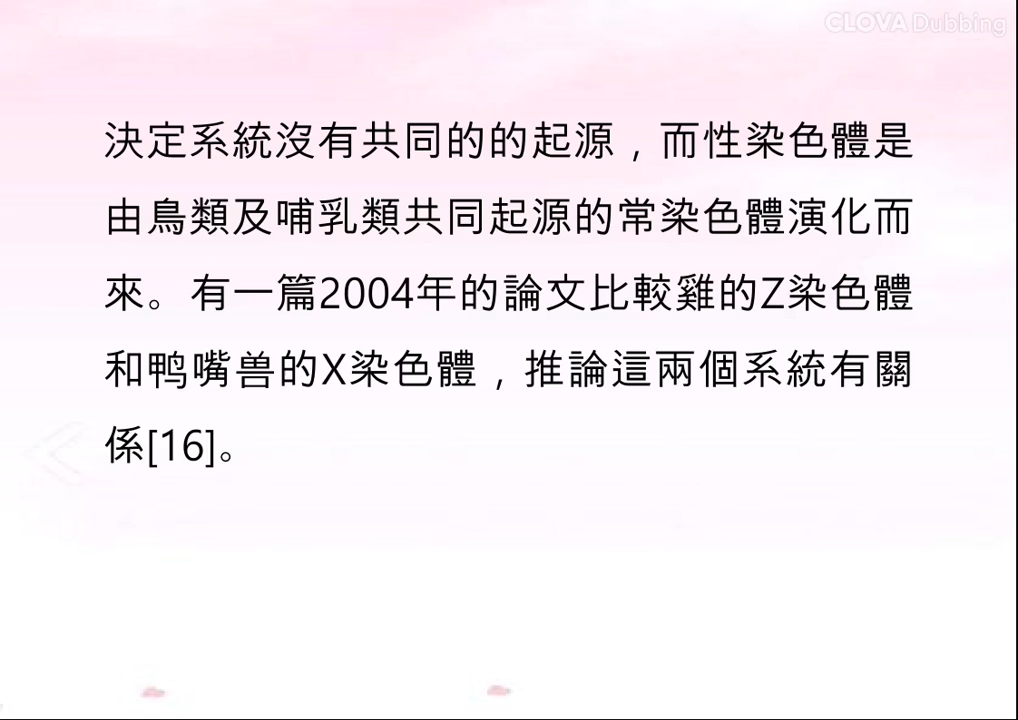 CLOVA Dubbing
決定系統沒有共同的的起源，而性染色體是
由鳥類及哺乳類共同起源的常染色體演化而
來。有一篇2004年的論文比較雞的Z染色體
和鸭嘴兽的X染色體，推論這兩個系統有關
係[16]。